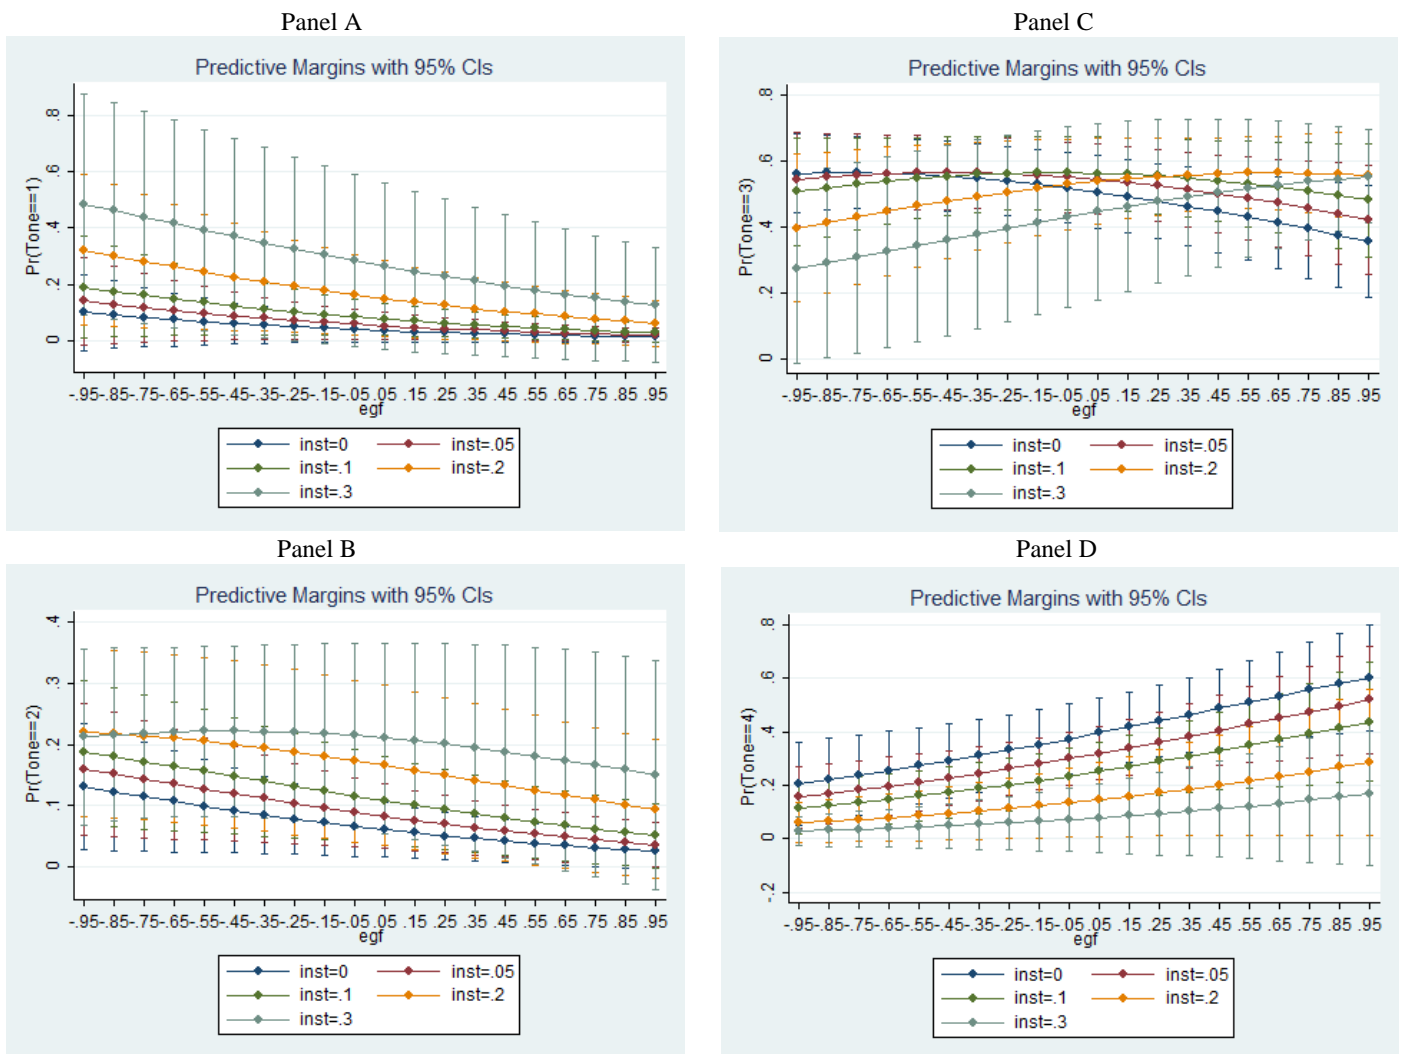 Panel A
Predictive Margins with 95% CIs
Pr(Tone==1)
.8
.6
.4
.2
0
-.95-.85-.75-.65-.55-.45-.35-.25-.15-.05 .05 .15 .25 .35 .45 .55 .65 .75 .85 .95
egf
inst=0 inst=.05
inst=.1 inst=.2
inst=.3
Panel C
Predictive Margins with 95% CIs
Pr(Tone==3)
.8
.6
.4
.2
0
-.95-.85-.75-.65-.55-.45-.35-.25-.15-.05 .05 .15 .25 .35 .45 .55 .65 .75 .85 .95
egf
inst=0 inst=.05
inst=.1 inst=.2
inst=.3
Panel B
Predictive Margins with 95% CIs
Pr(Tone==2)
.4
.3
.2
.1
0
-.95-.85-.75-.65-.55-.45-.35-.25-.15-.05 .05 .15 .25 .35 .45 .55 .65 .75 .85 .95
egf
inst=0 inst=.05
inst=.1 inst=.2
inst=.3
Panel D
Predictive Margins with 95% CIs
Pr(Tone==4)
.8
.6
.4
.2
0
-.2
-.95-.85-.75-.65-.55-.45-.35-.25-.15-.05 .05 .15 .25 .35 .45 .55 .65 .75 .85 .95
egf
inst=0 inst=.05
inst=.1 inst=.2
inst=.3